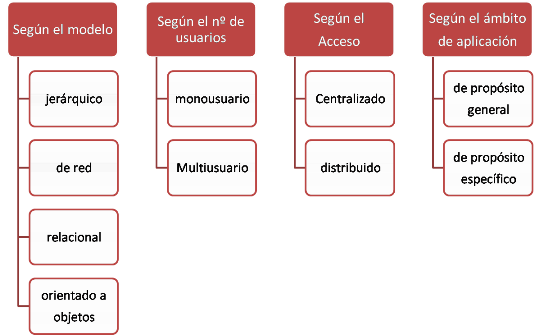 Según el modelo
jerárquico
de red
relacional
orientado a
objetos
Según el nº de
usuarios
monousuario
Multiusuario
Según el
Acceso
Centralizado
distribuido
Según el ámbito
de aplicación
de propósito
general
de propósito
específico